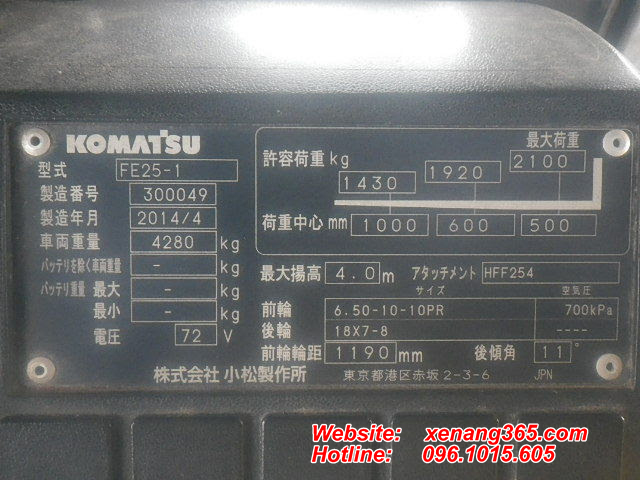 KOMATSU
型式 FE25-1
製造番号 300049
製造年月 2014/4
車両重量 4280 kg
バッテリを除く車両重量 - kg
バッテリ重量 最大 - kg
最小 - kg
電圧 72 V
最大荷重
許容荷重 kg 1430 1920 2100
荷重中心 mm 1000 600 500
最大揚高 4.0 m アタッチメント HFF254
サイズ 空気圧
前輪 6.50-10-10PR 700kPa
後輪 18X7-8 ----
前輪輪距 1190 mm 後傾角 11°
株式会社 小松製作所 東京都港区赤坂 2-3-6 JPN
Website: xenang365.com
Hotline: 096.1015.605